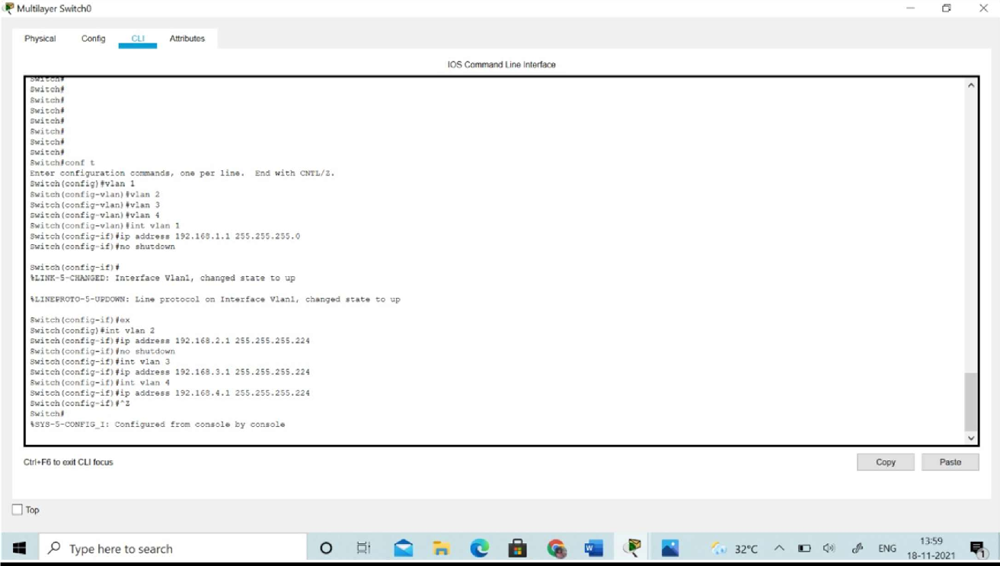 Multilayer Switch0
Physical Config CLI Attributes
IOS Command Line Interface
Switch#
Switch#
Switch#
Switch#
Switch#
Switch#
Switch#
Switch#
Switch#conf t
Enter configuration commands, one per line.  End with CNTL/Z.
Switch(config)#vlan 1
Switch(config-vlan)#vlan 2
Switch(config-vlan)#vlan 3
Switch(config-vlan)#vlan 4
Switch(config-vlan)#int vlan 1
Switch(config-if)#ip address 192.168.1.1 255.255.255.0
Switch(config-if)#no shutdown
Switch(config-if)#
%LINK-5-CHANGED: Interface Vlan1, changed state to up
%LINEPROTO-5-UPDOWN: Line protocol on Interface Vlan1, changed state to up
Switch(config-if)#ex
Switch(config)#int vlan 2
Switch(config-if)#ip address 192.168.2.1 255.255.255.224
Switch(config-if)#no shutdown
Switch(config-if)#int vlan 3
Switch(config-if)#ip address 192.168.3.1 255.255.255.224
Switch(config-if)#int vlan 4
Switch(config-if)#ip address 192.168.4.1 255.255.255.224
Switch(config-if)#^Z
Switch#
%SYS-5-CONFIG_I: Configured from console by console
Ctrl+F6 to exit CLI focus
Copy Paste
Top
Type here to search
32°C ENG 13:59
18-11-2021